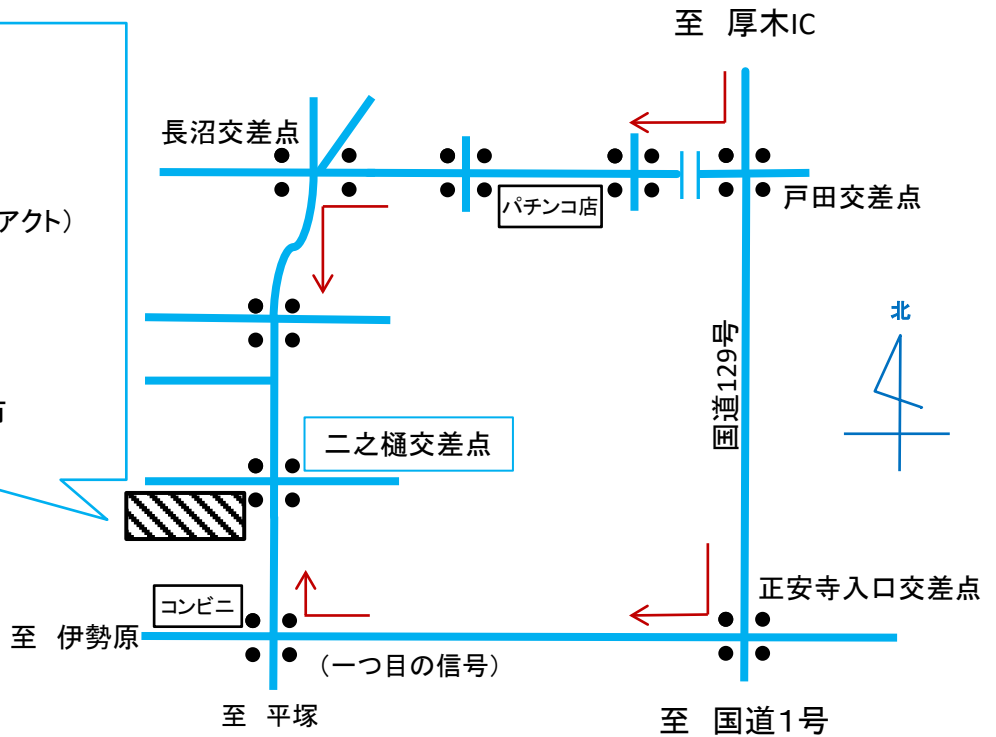 至 厚木IC
長沼交差点
パチンコ店
戸田交差点
アクト）
北
国道129号
二之樋交差点
コンビニ
正安寺入口交差点
至 伊勢原
（一つ目の信号）
至 平塚
至 国道1号